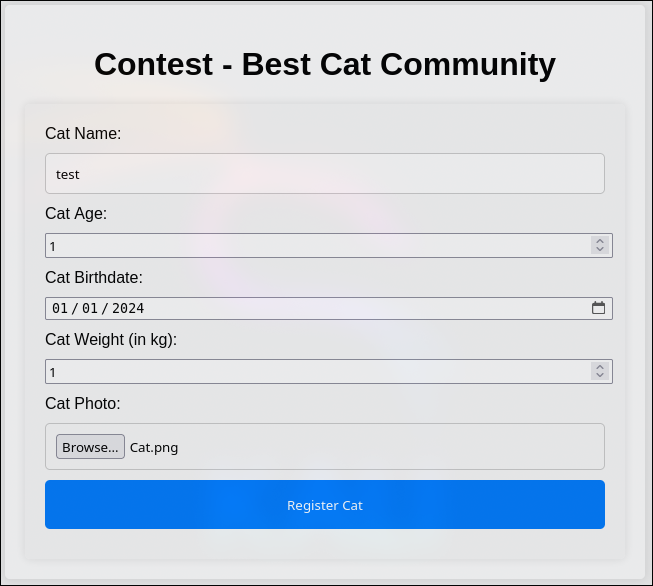 Contest - Best Cat Community
Cat Name:
test
Cat Age:
1
Cat Birthdate:
01/01/2024
Cat Weight (in kg):
1
Cat Photo:
Browse... Cat.png
Register Cat